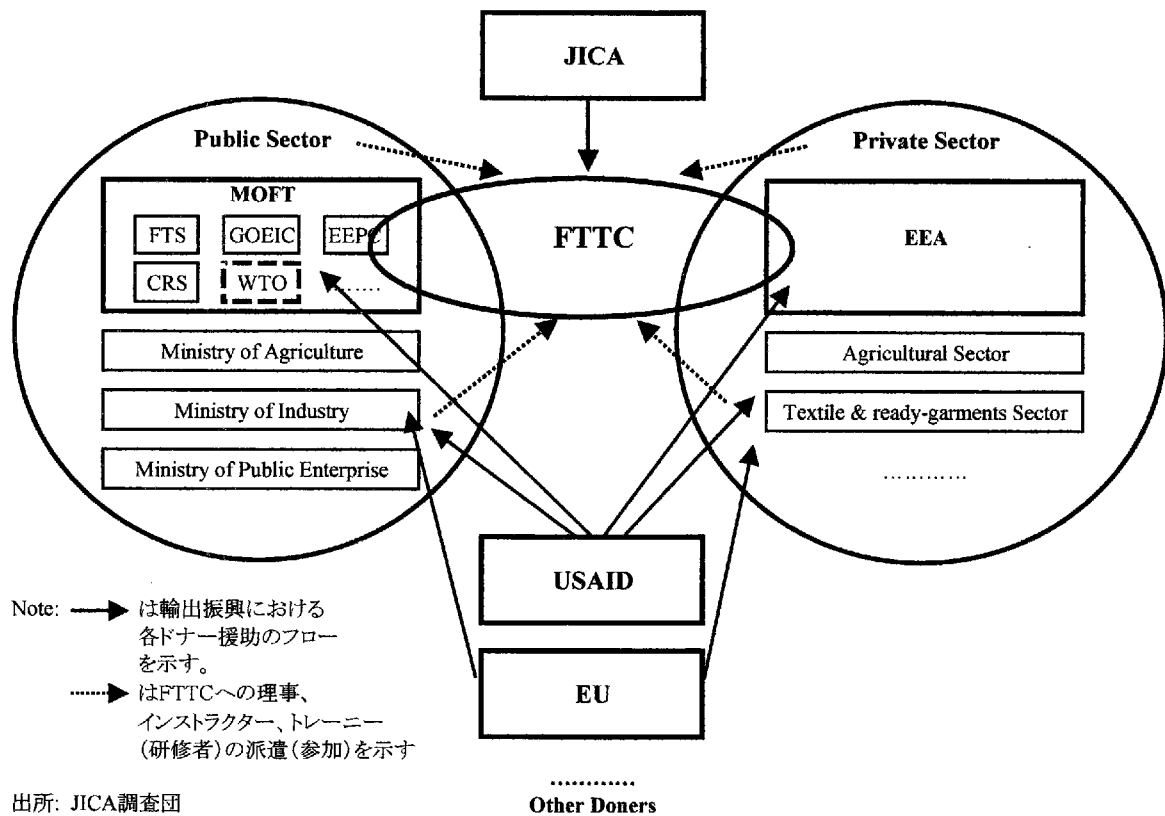 JICA
Public Sector
Private Sector
MOFT
FTS
GOEIC
EEPC
CRS
WTO
…….
FTTC
EEA
Ministry of Agriculture
Ministry of Industry
Ministry of Public Enterprise
Agricultural Sector
Textile & ready-garments Sector
…………
USAID
EU
…………
Other Doners
Note: は輸出振興における
各ドナー援助のフロー
を示す。
はFTTCへの理事、
インストラクター、トレーニー
(研修者)の派遣(参加)を示す
出所: JICA調査団